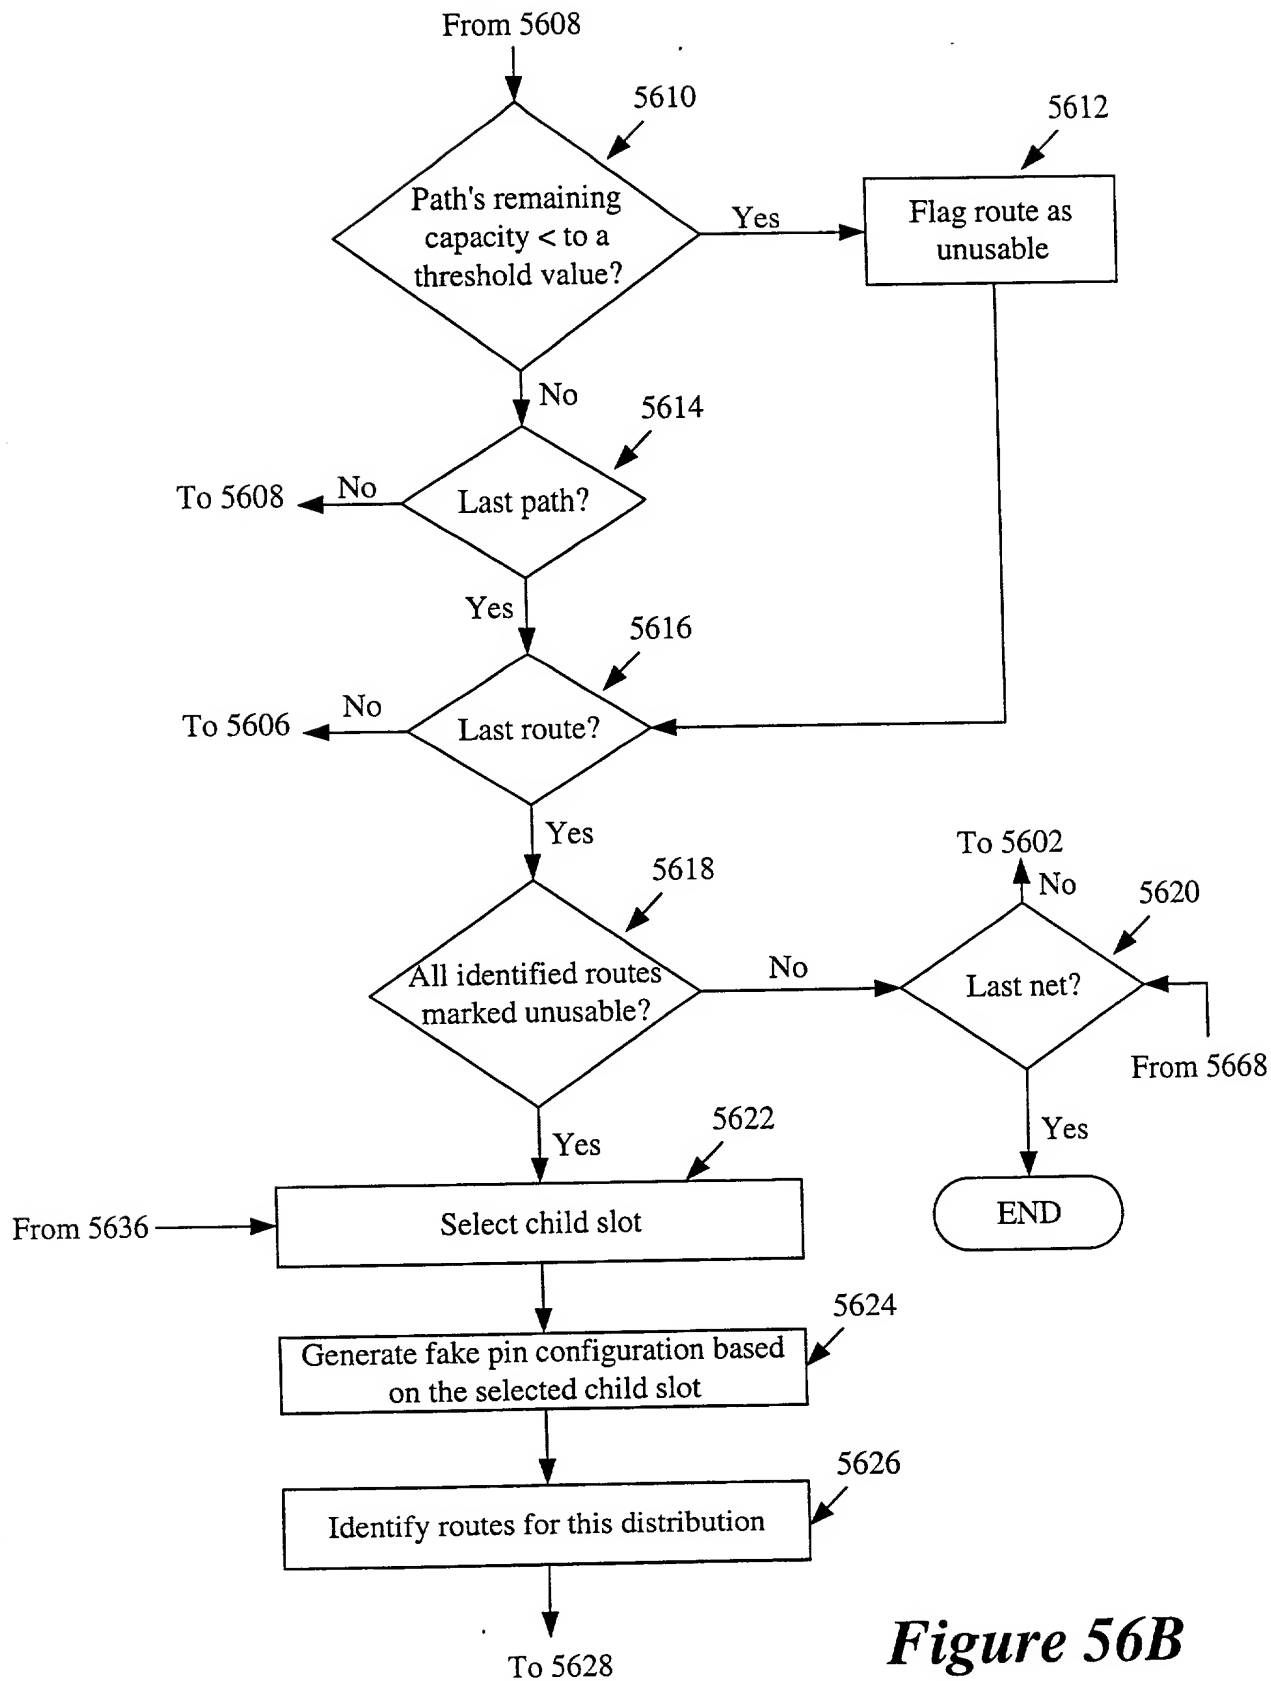 From 5608
5610
5612
Path's remaining
capacity < to a
threshold value?
Yes
Flag route as
unusable
No
5614
To 5608
No
Last path?
Yes
5616
To 5606
No
Last route?
Yes
5618
To 5602
No
5620
All identified routes
marked unusable?
No
Last net?
From 5668
Yes
5622
Yes
From 5636
Select child slot
END
5624
Generate fake pin configuration based
on the selected child slot
5626
Identify routes for this distribution
To 5628
Figure 56B